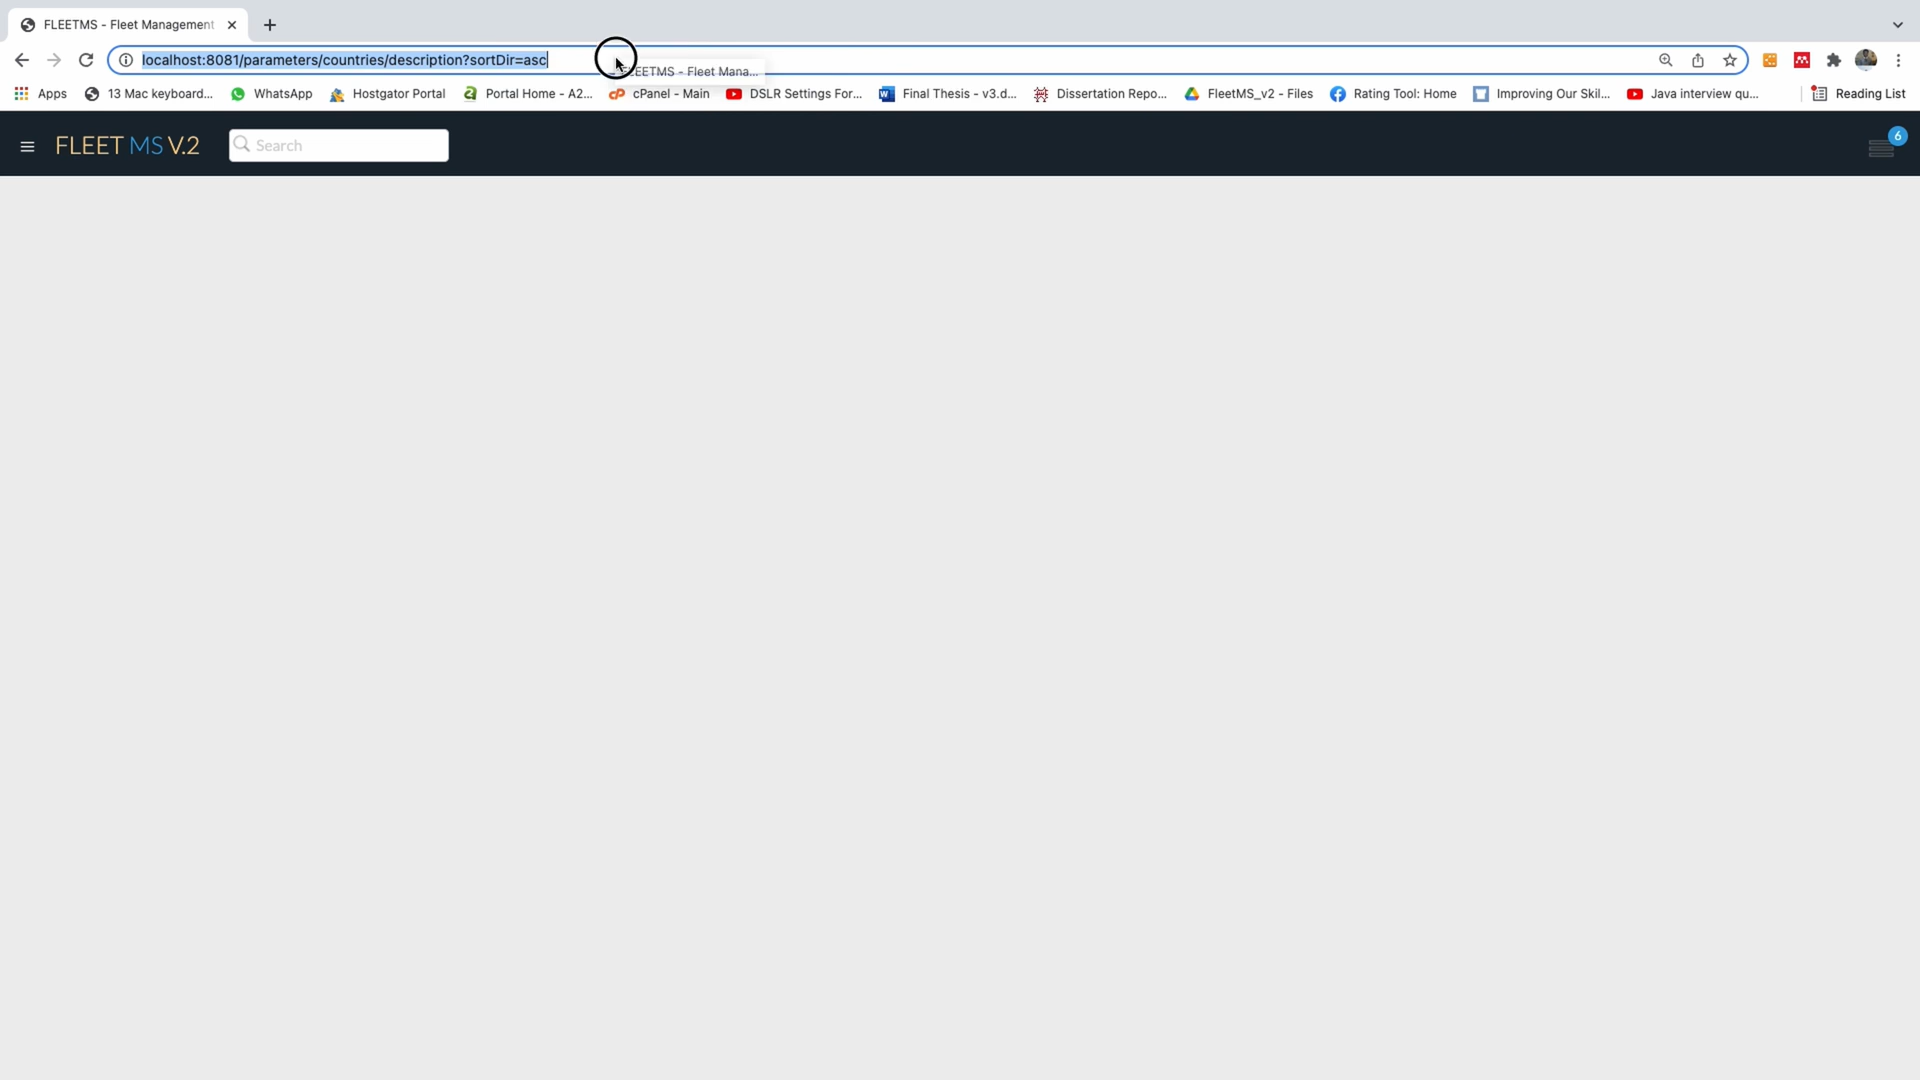 FLEETMS - Fleet Management
localhost:8081/parameters/countries/description?sortDir=asc
FLEETMS - Fleet Mana...
Apps 13 Mac keyboard... WhatsApp Hostgator Portal Portal Home - A2... cPanel - Main DSLR Settings For... Final Thesis - v3.d... Dissertation Repo... FleetMS_v2 - Files Rating Tool: Home Improving Our Skil... Java interview qu... Reading List
FLEET MS V.2 Search 6